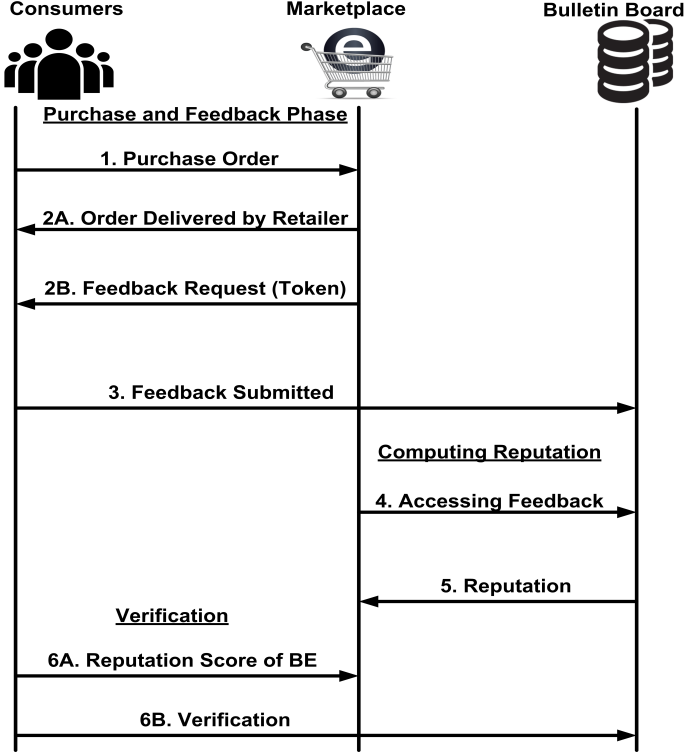 Consumers
Marketplace
Bulletin Board
e
Purchase and Feedback Phase
1. Purchase Order
2A. Order Delivered by Retailer
2B. Feedback Request (Token)
3. Feedback Submitted
Computing Reputation
4. Accessing Feedback
5. Reputation
Verification
6A. Reputation Score of BE
6B. Verification